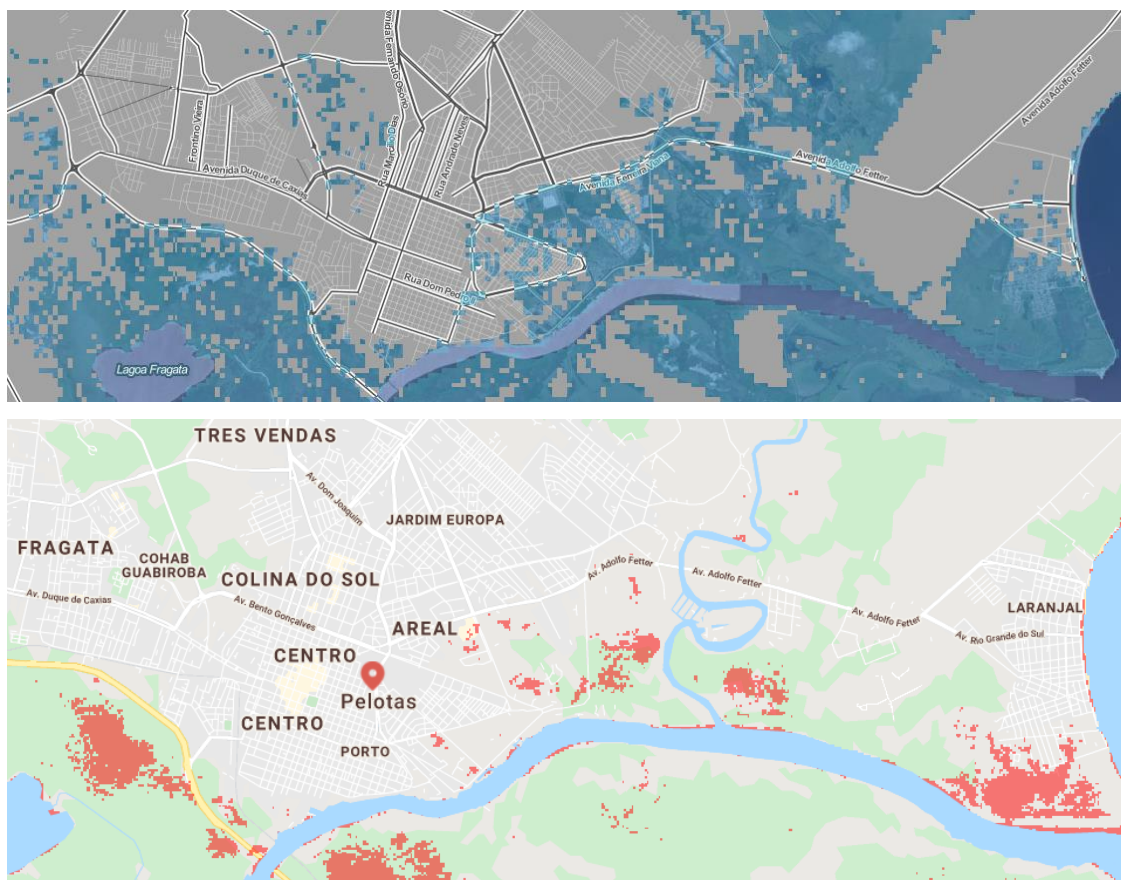 Avenida Fernando Osório
Avenida Adolfo Fetter
Frontino Vieira
Rua Marcílio Dias
Rua Andrade Neves
Avenida Duque de Caxias
Avenida Ferreira Viana
Avenida Adolfo Fetter
Rua Dom Pedro
Lagoa Fragata
TRES VENDAS
Av. Dom Joaquim
JARDIM EUROPA
FRAGATA
COHAB
GUABIROBA
COLINA DO SOL
Av. Adolfo Fetter
Av. Adolfo Fetter
Av. Duque de Caxias
Av. Bento Gonçalves
Av. Adolfo Fetter
LARANJAL
AREAL
Av. Rio Grande do Sul
CENTRO
Pelotas
CENTRO
PORTO